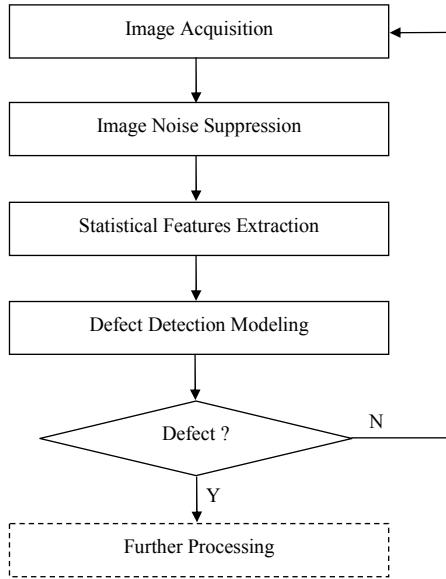 Image Acquisition
Image Noise Suppression
Statistical Features Extraction
Defect Detection Modeling
Defect ?
N
Y
Further Processing